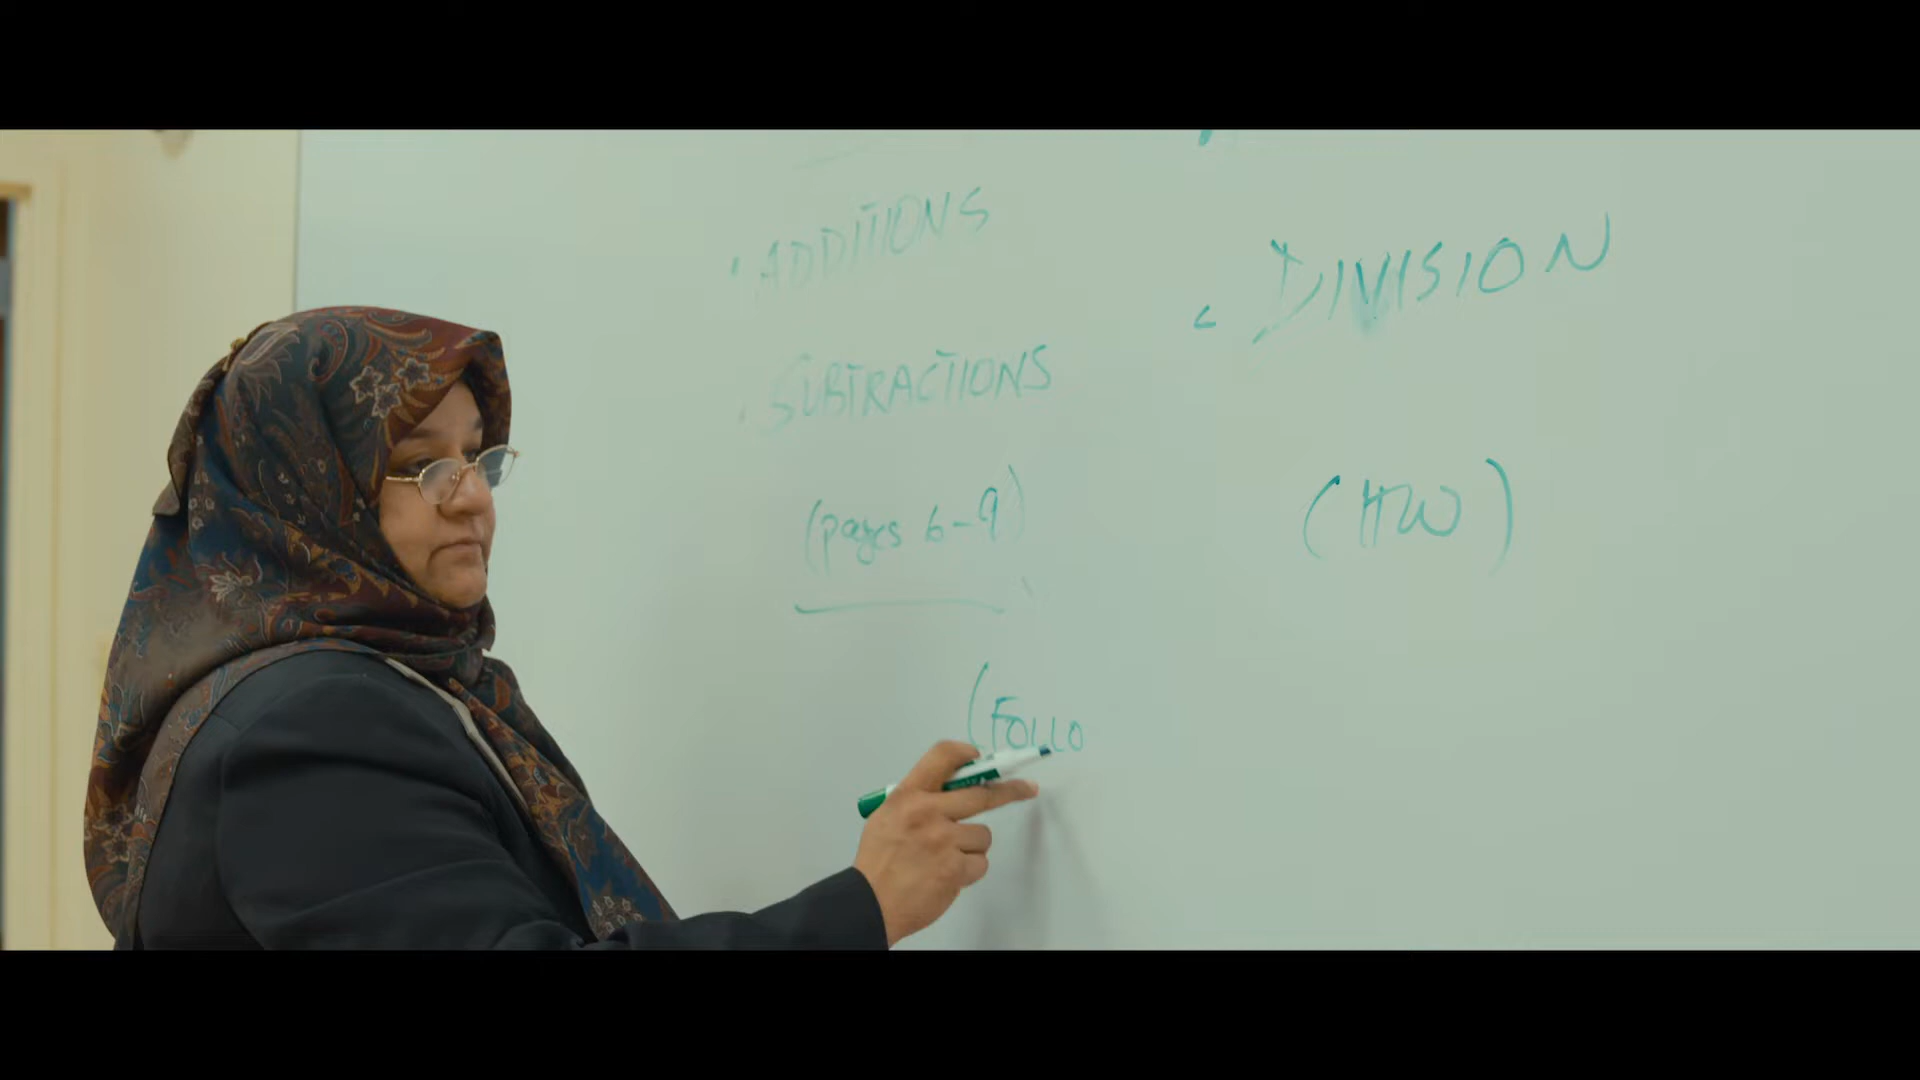 · ADDITIONS
· SUBTRACTIONS
(pages 6-9)
(FOLLO
· DIVISION
(HW)